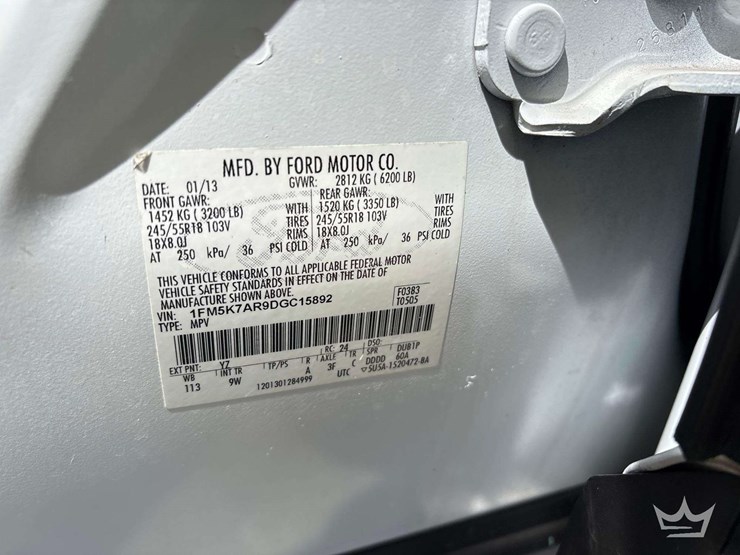 MFD. BY FORD MOTOR CO.
DATE: 01/13 GVWR: 2812 KG ( 6200 LB)
FRONT GAWR: REAR GAWR:
1452 KG ( 3200 LB) WITH 1520 KG ( 3350 LB) WITH
245/55R18 103V TIRES 245/55R18 103V TIRES
18X8.0J RIMS 18X8.0J RIMS
AT 250 kPa/ 36 PSI COLD AT 250 kPa/ 36 PSI COLD
THIS VEHICLE CONFORMS TO ALL APPLICABLE FEDERAL MOTOR
VEHICLE SAFETY STANDARDS IN EFFECT ON THE DATE OF
MANUFACTURE SHOWN ABOVE.
VIN: 1FM5K7AR9DGC15892 F0383
TYPE: MPV T0505
EXT PNT: YZ RC: 24 DSO:
WB INT TR TP/PS R AXLE TR SPR DUB1P
113 9W A 3F C DDDD 60A
1201301284999 UTC 5U5A-1520472-BA